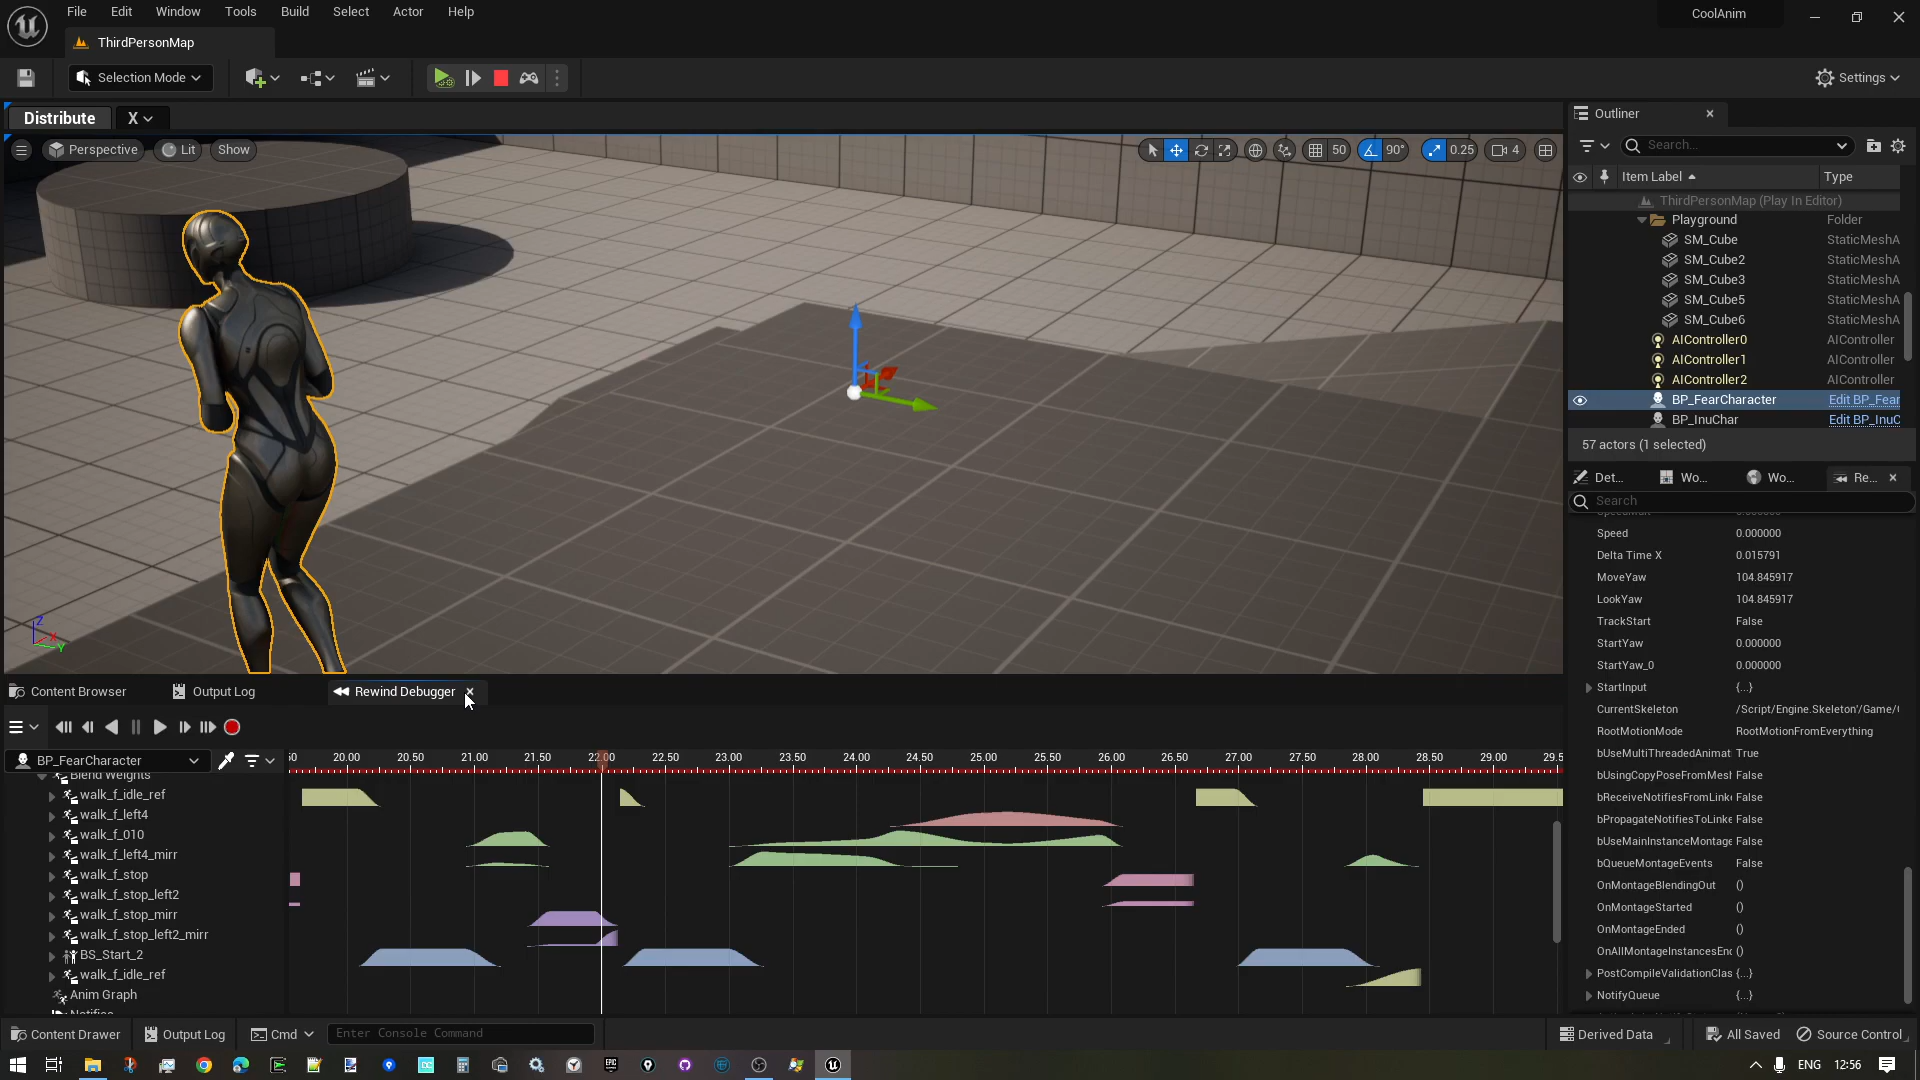 File Edit Window Tools Build Select Actor Help CoolAnim
ThirdPersonMap
Selection Mode Settings
Distribute X
Perspective Lit Show 50 90° 0.25 4
Outliner
Search...
Item Label Type
ThirdPersonMap (Play In Editor)
Playground Folder
SM_Cube StaticMeshA
SM_Cube2 StaticMeshA
SM_Cube3 StaticMeshA
SM_Cube5 StaticMeshA
SM_Cube6 StaticMeshA
AIController0 AIController
AIController1 AIController
AIController2 AIController
BP_FearCharacter Edit BP_Fear
BP_InuChar Edit BP_InuC
57 actors (1 selected)
Det... Wo... Wo... Re...
Search
Speed 0.000000
Delta Time X 0.015791
MoveYaw 104.845917
LookYaw 104.845917
TrackStart False
StartYaw 0.000000
StartYaw_0 0.000000
StartInput {...}
CurrentSkeleton /Script/Engine.Skeleton'/Game/
RootMotionMode RootMotionFromEverything
bUseMultiThreadedAnimat True
bUsingCopyPoseFromMesh False
bReceiveNotifiesFromLink False
bPropagateNotifiesToLinke False
bUseMainInstanceMontage False
bQueueMontageEvents False
OnMontageBlendingOut ()
OnMontageStarted ()
OnMontageEnded ()
OnAllMontageInstancesEnd ()
PostCompileValidationClas {...}
NotifyQueue {...}
Z
X
Y
Content Browser Output Log Rewind Debugger
BP_FearCharacter
50 20.00 20.50 21.00 21.50 22.00 22.50 23.00 23.50 24.00 24.50 25.00 25.50 26.00 26.50 27.00 27.50 28.00 28.50 29.00 29.5
Blend Weights
walk_f_idle_ref
walk_f_left4
walk_f_010
walk_f_left4_mirr
walk_f_stop
walk_f_stop_left2
walk_f_stop_mirr
walk_f_stop_left2_mirr
BS_Start_2
walk_f_idle_ref
Anim Graph
Notifies
Content Drawer Output Log Cmd Enter Console Command Derived Data All Saved Source Control
ENG 12:56